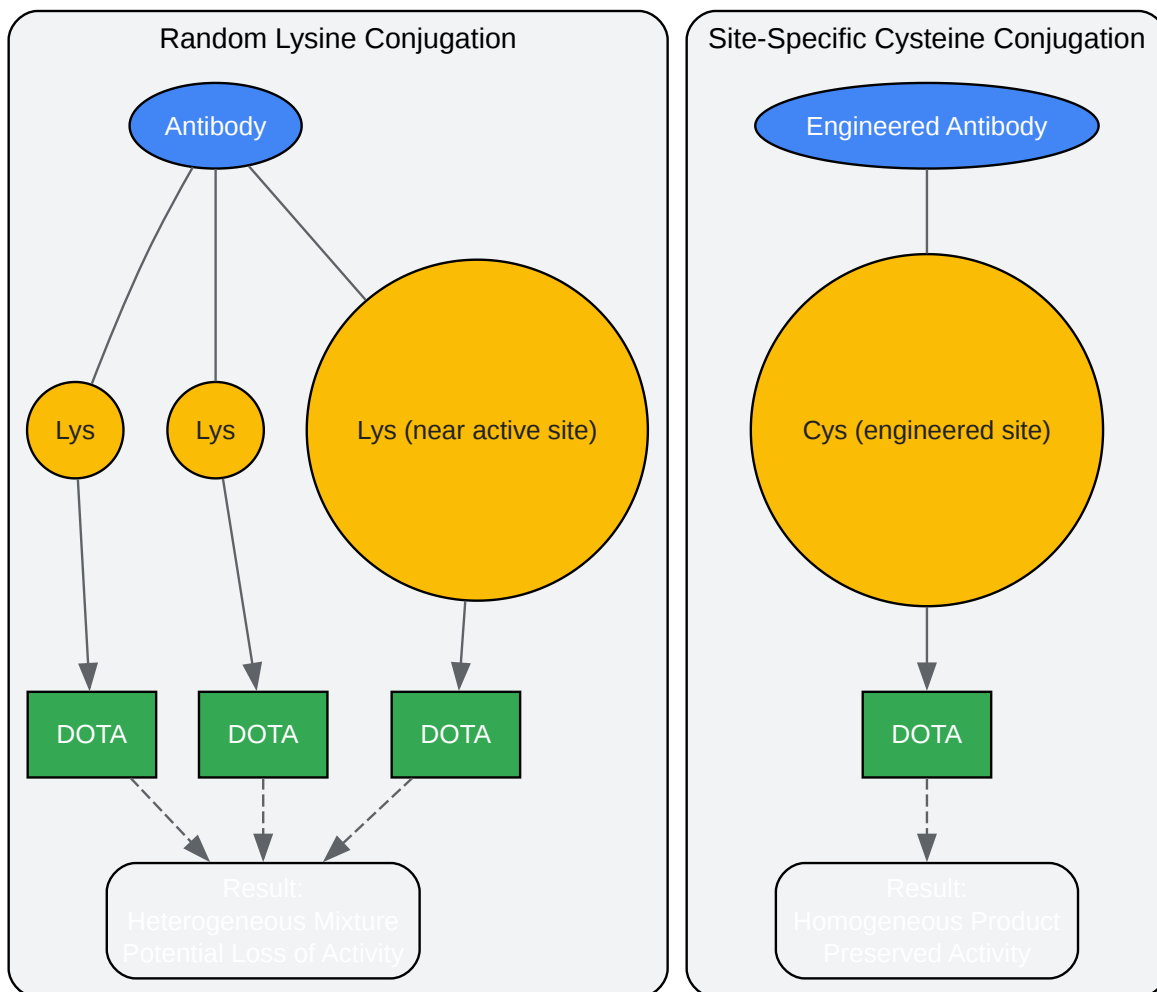 Random Lysine Conjugation
Antibody
Lys
Lys
Lys (near active site)
DOTA
DOTA
DOTA
Result:
Heterogeneous Mixture
Potential Loss of Activity
Site-Specific Cysteine Conjugation
Engineered Antibody
Cys (engineered site)
DOTA
Result:
Homogeneous Product
Preserved Activity